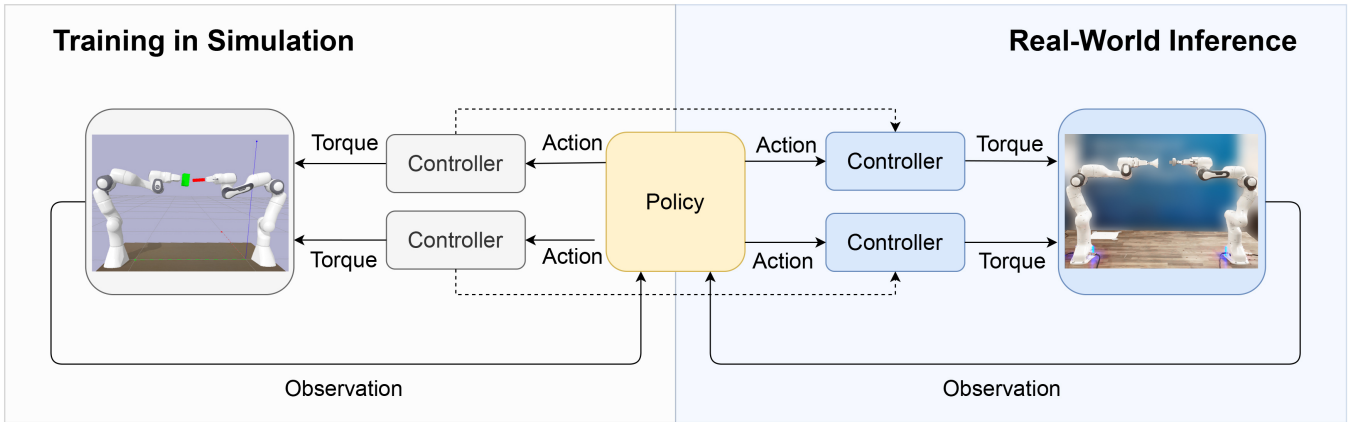 Training in Simulation
Real-World Inference
Torque
Controller
Action
Policy
Action
Controller
Torque
Torque
Controller
Action
Action
Controller
Torque
Observation
Observation